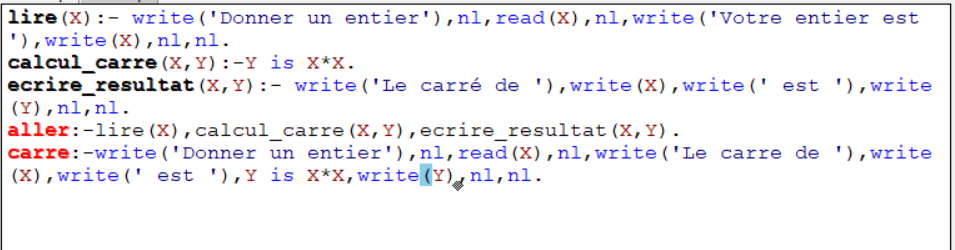 lire(X):- write('Donner un entier'),nl,read(X),nl,write('Votre entier est
'),write(X),nl,nl.
calcul_carre(X,Y):-Y is X*X.
ecrire_resultat(X,Y):- write('Le carré de '),write(X),write(' est '),write
(Y),nl,nl.
aller:-lire(X),calcul_carre(X,Y),ecrire_resultat(X,Y).
carre:-write('Donner un entier'),nl,read(X),nl,write('Le carre de '),write
(X),write(' est '),Y is X*X,write(Y),nl,nl.